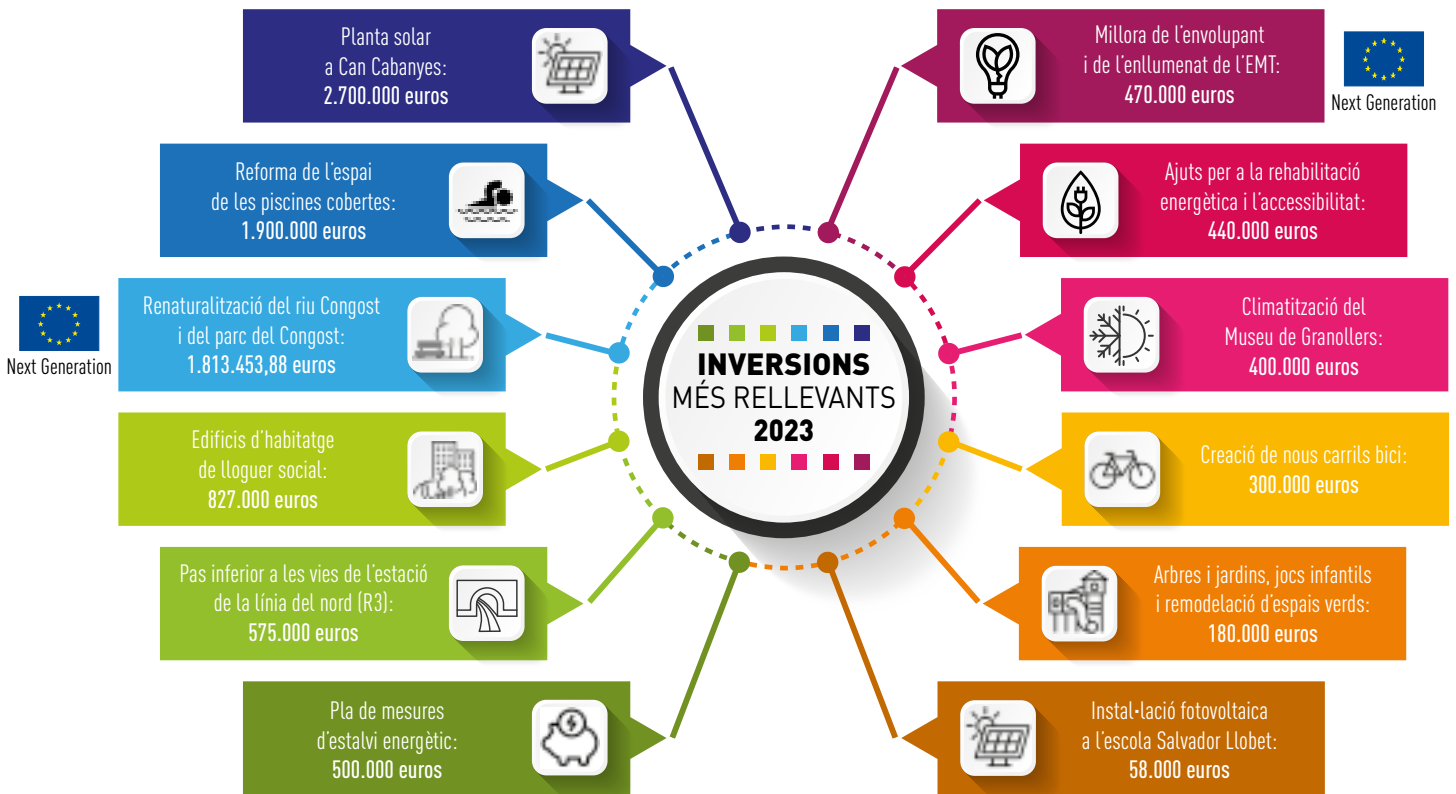 Planta solar
a Can Cabanyes:
2.700.000 euros
Reforma de l'espai
de les piscines cobertes:
1.900.000 euros
Next Generation
Renaturalització del riu Congost
i del parc del Congost:
1.813.453,88 euros
Edificis d'habitatge
de lloguer social:
827.000 euros
Pas inferior a les vies de l'estació
de la línia del nord (R3):
575.000 euros
Pla de mesures
d'estalvi energètic:
500.000 euros
INVERSIONS
MÉS RELLEVANTS
2023
Millora de l'envolupant
i de l'enllumenat de l'EMT:
470.000 euros
Next Generation
Ajuts per a la rehabilitació
energètica i l'accessibilitat:
440.000 euros
Climatització del
Museu de Granollers:
400.000 euros
Creació de nous carrils bici:
300.000 euros
Arbres i jardins, jocs infantils
i remodelació d'espais verds:
180.000 euros
Instal•lació fotovoltaica
a l'escola Salvador Llobet:
58.000 euros